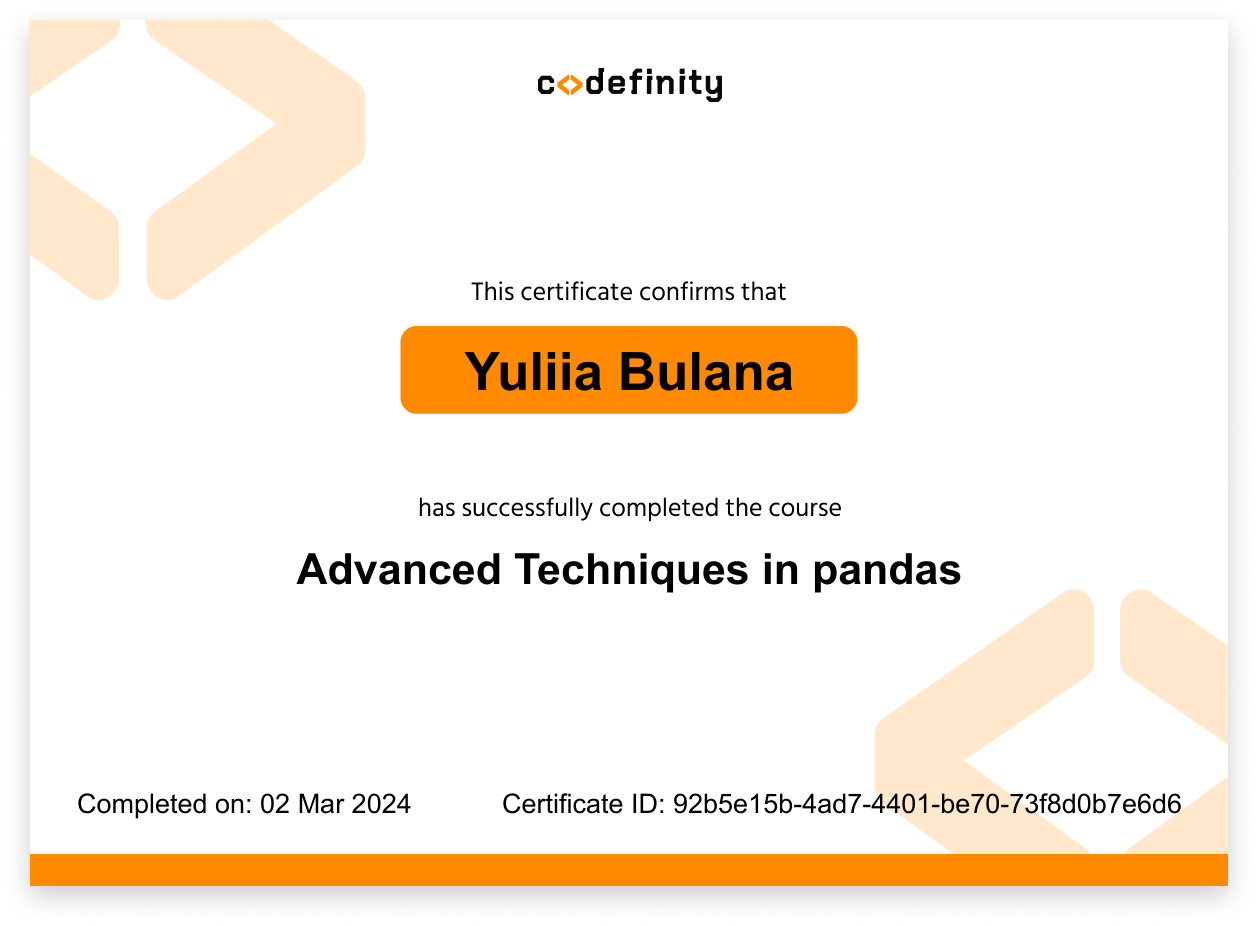 codefinity
This certificate confirms that
Yuliia Bulana
has successfully completed the course
Advanced Techniques in pandas
Completed on: 02 Mar 2024
Certificate ID: 92b5e15b-4ad7-4401-be70-73f8d0b7e6d6